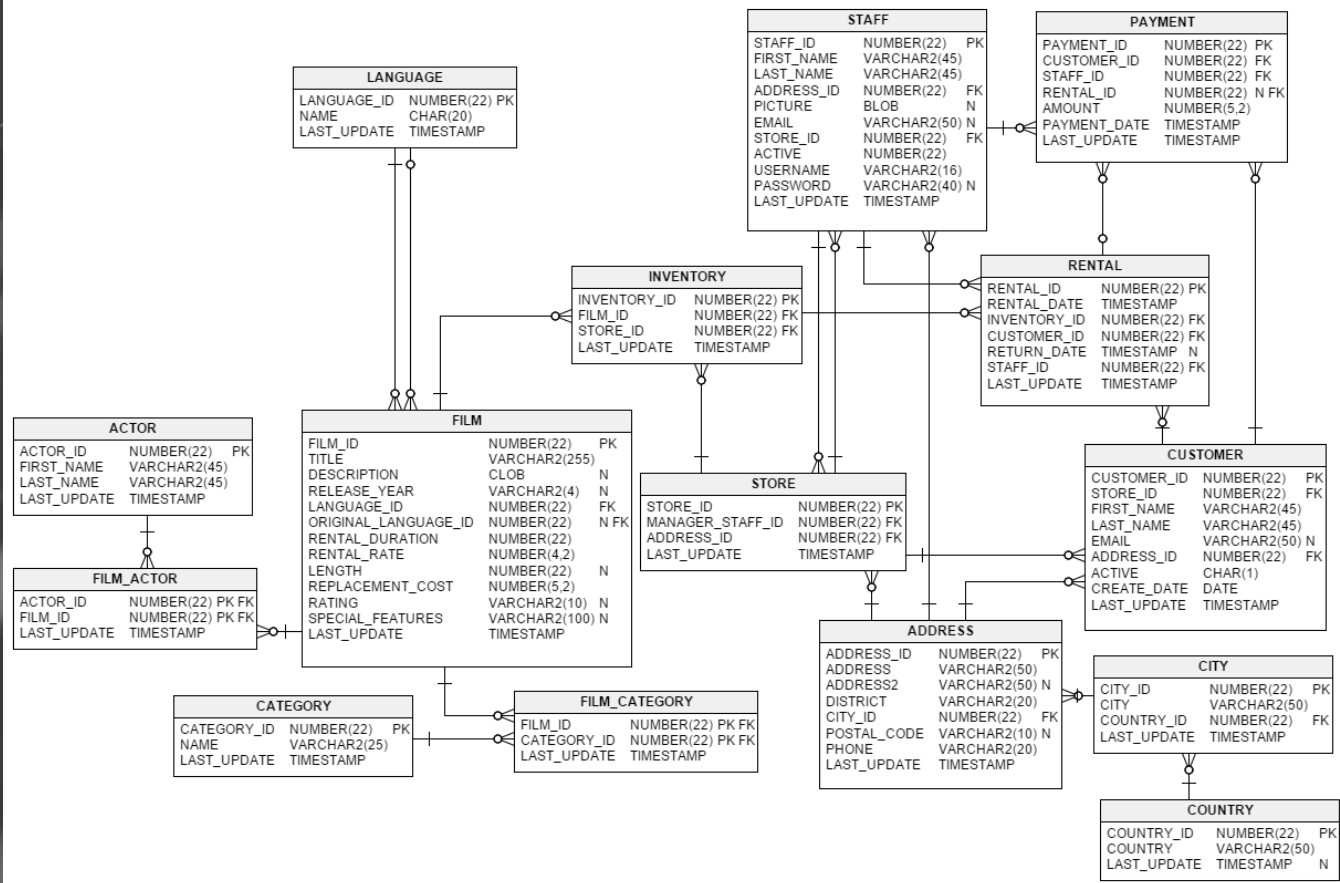 STAFF
STAFF_ID NUMBER(22) PK
FIRST_NAME VARCHAR2(45)
LAST_NAME VARCHAR2(45)
ADDRESS_ID NUMBER(22) FK
PICTURE BLOB N
EMAIL VARCHAR2(50) N
STORE_ID NUMBER(22) FK
ACTIVE NUMBER(22)
USERNAME VARCHAR2(16)
PASSWORD VARCHAR2(40) N
LAST_UPDATE TIMESTAMP
PAYMENT
PAYMENT_ID NUMBER(22) PK
CUSTOMER_ID NUMBER(22) FK
STAFF_ID NUMBER(22) FK
RENTAL_ID NUMBER(22) N FK
AMOUNT NUMBER(5,2)
PAYMENT_DATE TIMESTAMP
LAST_UPDATE TIMESTAMP
LANGUAGE
LANGUAGE_ID NUMBER(22) PK
NAME CHAR(20)
LAST_UPDATE TIMESTAMP
INVENTORY
INVENTORY_ID NUMBER(22) PK
FILM_ID NUMBER(22) FK
STORE_ID NUMBER(22) FK
LAST_UPDATE TIMESTAMP
RENTAL
RENTAL_ID NUMBER(22) PK
RENTAL_DATE TIMESTAMP
INVENTORY_ID NUMBER(22) FK
CUSTOMER_ID NUMBER(22) FK
RETURN_DATE TIMESTAMP N
STAFF_ID NUMBER(22) FK
LAST_UPDATE TIMESTAMP
ACTOR
ACTOR_ID NUMBER(22) PK
FIRST_NAME VARCHAR2(45)
LAST_NAME VARCHAR2(45)
LAST_UPDATE TIMESTAMP
FILM
FILM_ID NUMBER(22) PK
TITLE VARCHAR2(255)
DESCRIPTION CLOB N
RELEASE_YEAR VARCHAR2(4) N
LANGUAGE_ID NUMBER(22) FK
ORIGINAL_LANGUAGE_ID NUMBER(22) N FK
RENTAL_DURATION NUMBER(22)
RENTAL_RATE NUMBER(4,2)
LENGTH NUMBER(22) N
REPLACEMENT_COST NUMBER(5,2)
RATING VARCHAR2(10) N
SPECIAL_FEATURES VARCHAR2(100) N
LAST_UPDATE TIMESTAMP
STORE
STORE_ID NUMBER(22) PK
MANAGER_STAFF_ID NUMBER(22) FK
ADDRESS_ID NUMBER(22) FK
LAST_UPDATE TIMESTAMP
CUSTOMER
CUSTOMER_ID NUMBER(22) PK
STORE_ID NUMBER(22) FK
FIRST_NAME VARCHAR2(45)
LAST_NAME VARCHAR2(45)
EMAIL VARCHAR2(50) N
ADDRESS_ID NUMBER(22) FK
ACTIVE CHAR(1)
CREATE_DATE DATE
LAST_UPDATE TIMESTAMP
FILM_ACTOR
ACTOR_ID NUMBER(22) PK FK
FILM_ID NUMBER(22) PK FK
LAST_UPDATE TIMESTAMP
ADDRESS
ADDRESS_ID NUMBER(22) PK
ADDRESS VARCHAR2(50)
ADDRESS2 VARCHAR2(50) N
DISTRICT VARCHAR2(20)
CITY_ID NUMBER(22) FK
POSTAL_CODE VARCHAR2(10) N
PHONE VARCHAR2(20)
LAST_UPDATE TIMESTAMP
CITY
CITY_ID NUMBER(22) PK
CITY VARCHAR2(50)
COUNTRY_ID NUMBER(22) FK
LAST_UPDATE TIMESTAMP
CATEGORY
CATEGORY_ID NUMBER(22) PK
NAME VARCHAR2(25)
LAST_UPDATE TIMESTAMP
FILM_CATEGORY
FILM_ID NUMBER(22) PK FK
CATEGORY_ID NUMBER(22) PK FK
LAST_UPDATE TIMESTAMP
COUNTRY
COUNTRY_ID NUMBER(22) PK
COUNTRY VARCHAR2(50)
LAST_UPDATE TIMESTAMP N